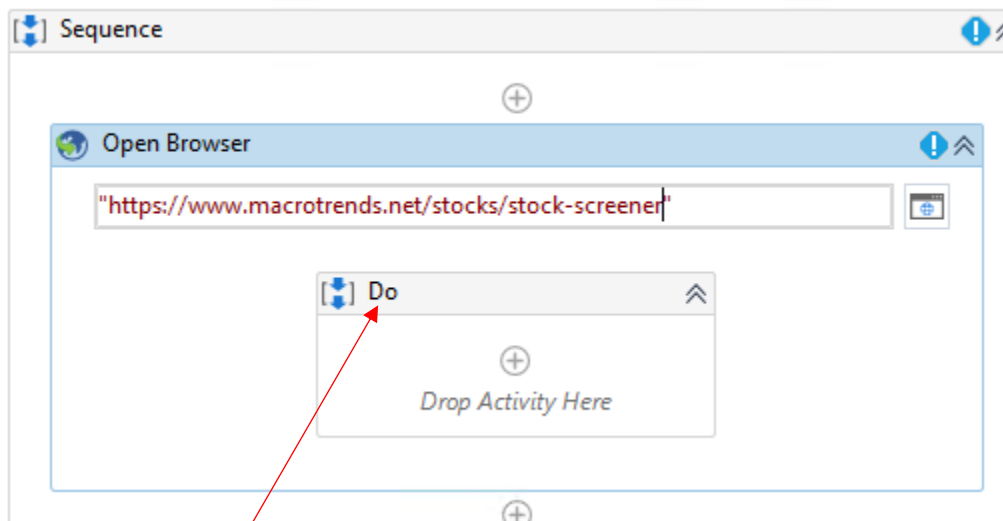 Sequence
Open Browser
"https://www.macrotrends.net/stocks/stock-screener"
Do
Drop Activity Here